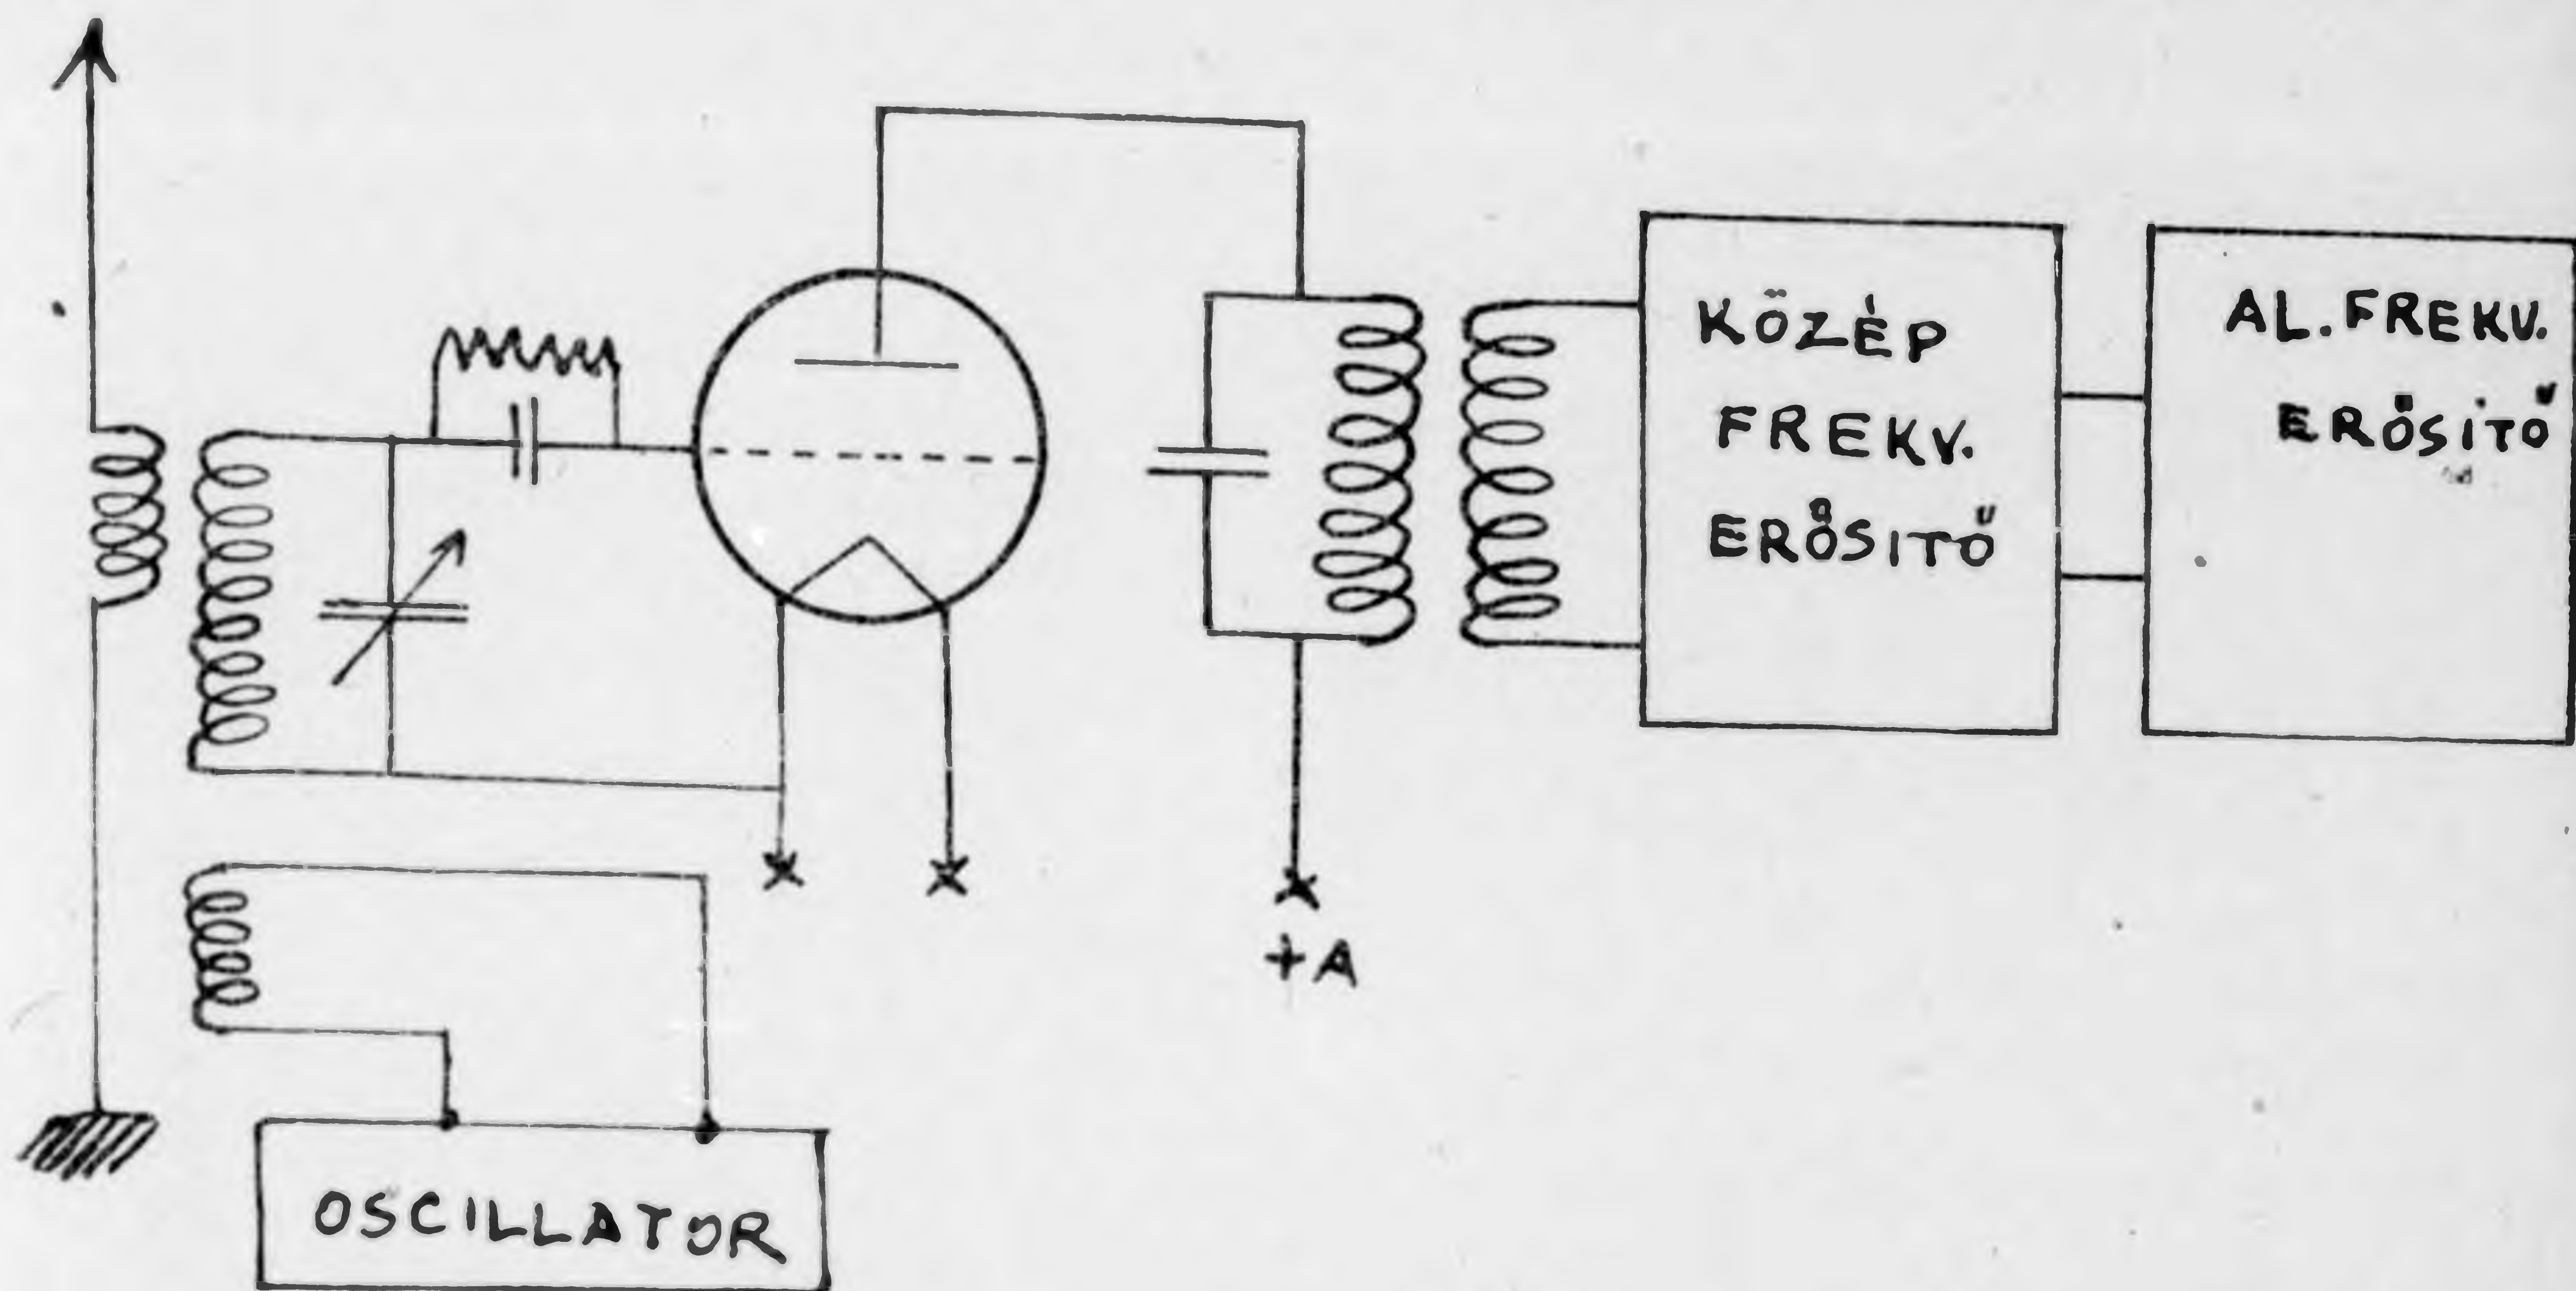 KÖZÉP
FREKV.
ERŐSITŐ
AL.FREKV.
ERŐSITŐ
+A
OSCILLATOR